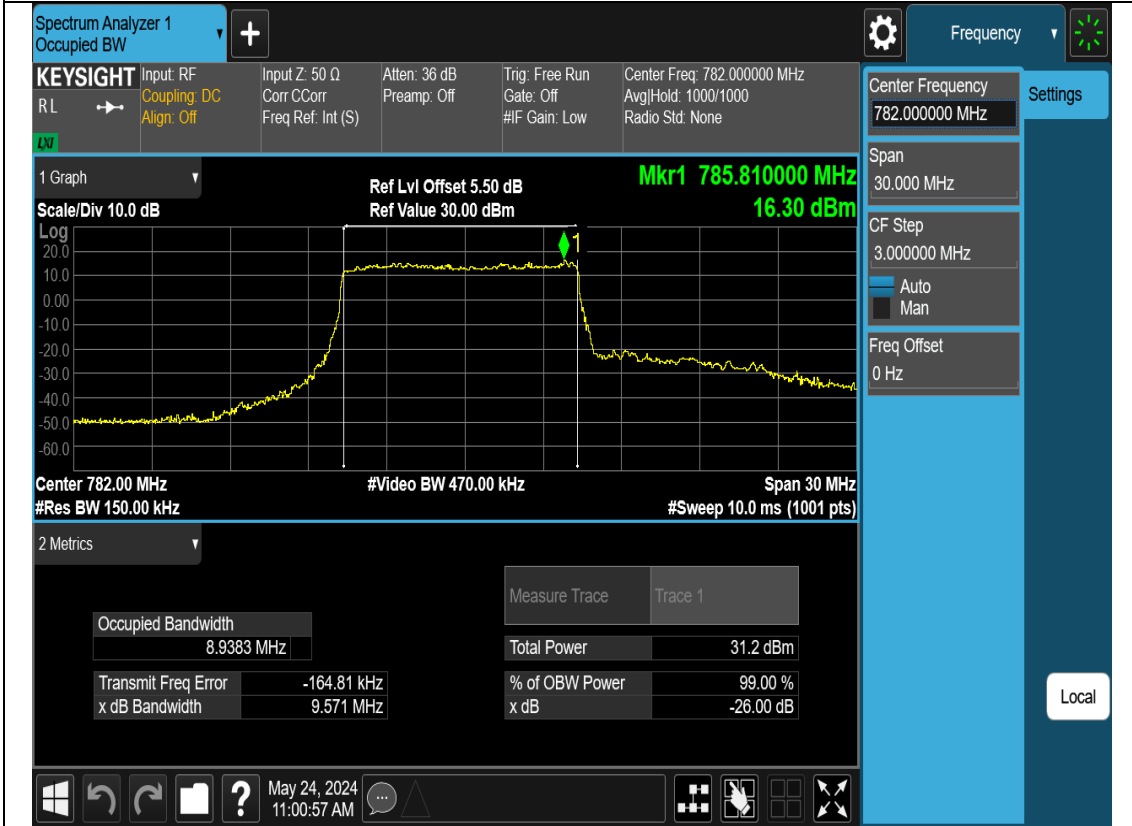 Spectrum Analyzer 1
Occupied BW
▼
+
Frequency
▼
KEYSIGHT
RL
LXI
Input: RF
Coupling: DC
Align: Off
Input Z: 50 Ω
Corr CCorr
Freq Ref: Int (S)
Atten: 36 dB
Preamp: Off
Trig: Free Run
Gate: Off
#IF Gain: Low
Center Freq: 782.000000 MHz
Avg|Hold: 1000/1000
Radio Std: None
Center Frequency
782.000000 MHz
Settings
Span
30.000 MHz
CF Step
3.000000 MHz
Auto
Man
Freq Offset
0 Hz
Local
1 Graph
▼
Scale/Div 10.0 dB
Ref Lvl Offset 5.50 dB
Ref Value 30.00 dBm
Mkr1 785.810000 MHz
16.30 dBm
Log
20.0
10.0
0.00
-10.0
-20.0
-30.0
-40.0
-50.0
-60.0
1
Center 782.00 MHz
#Video BW 470.00 kHz
Span 30 MHz
#Res BW 150.00 kHz
#Sweep 10.0 ms (1001 pts)
2 Metrics
▼
Measure Trace Trace 1
Occupied Bandwidth
8.9383 MHz
Total Power 31.2 dBm
Transmit Freq Error -164.81 kHz
% of OBW Power 99.00 %
x dB Bandwidth 9.571 MHz
x dB -26.00 dB
?
May 24, 2024
11:00:57 AM
...